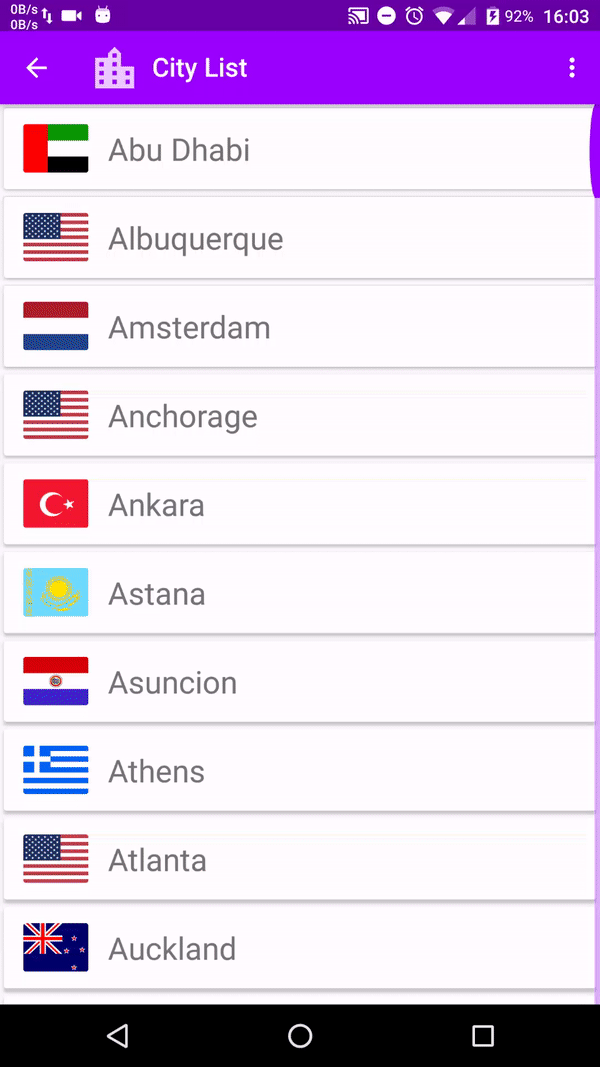 0B/s
0B/s
92%
16:03
City List
Abu Dhabi
Albuquerque
Amsterdam
Anchorage
Ankara
Astana
Asuncion
Athens
Atlanta
Auckland